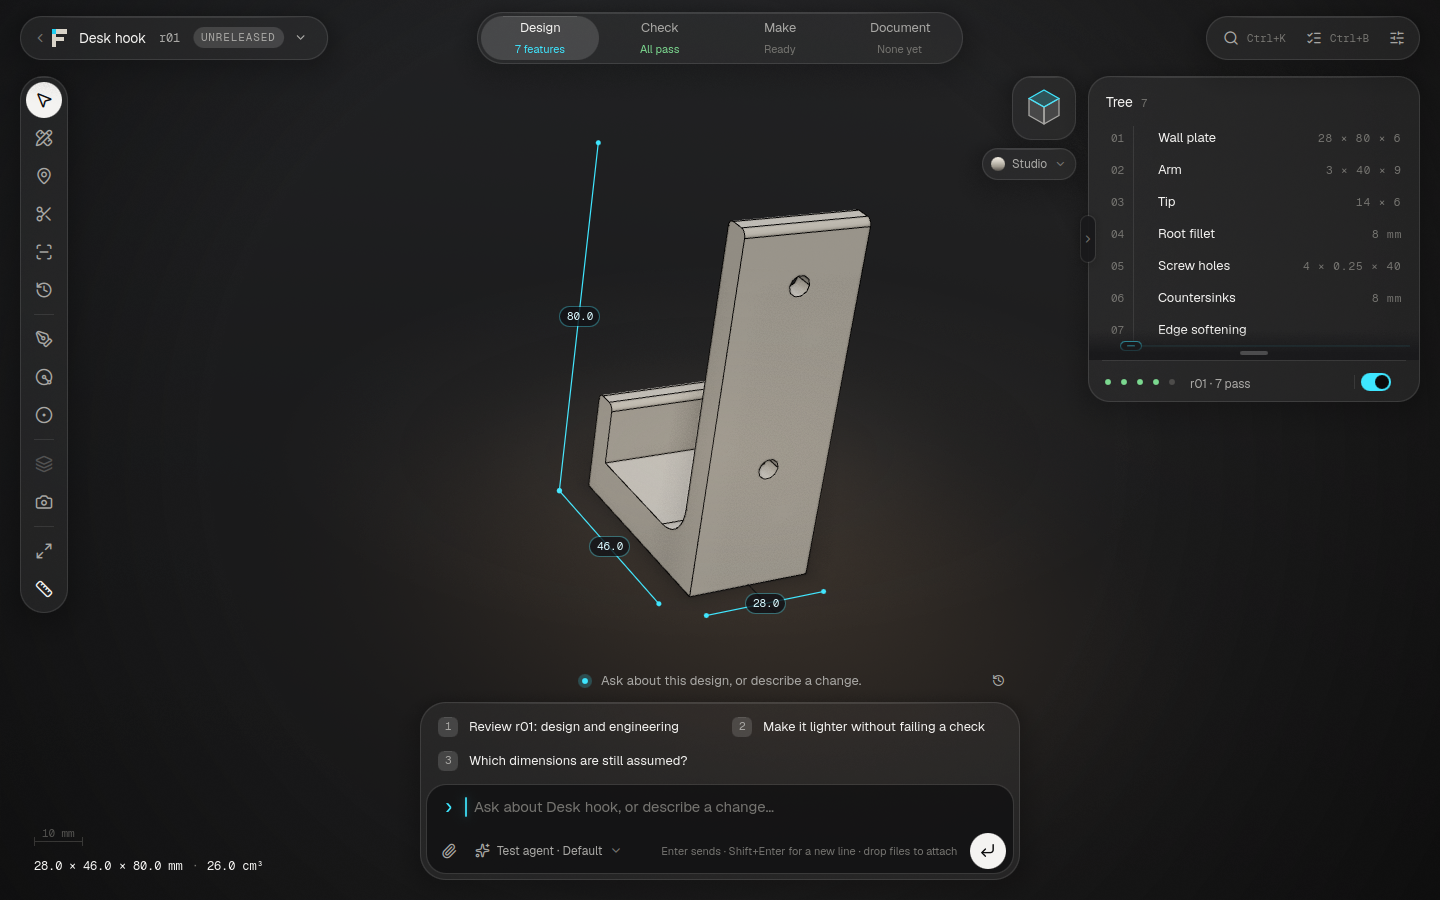 Desk hook r01 UNRELEASED
Design
7 features
Check
All pass
Make
Ready
Document
None yet
Ctrl+K
Ctrl+B
Studio
Tree 7
01 Wall plate 28 × 80 × 6
02 Arm 3 × 40 × 9
03 Tip 14 × 6
04 Root fillet 8 mm
05 Screw holes 4 × 0.25 × 40
06 Countersinks 8 mm
07 Edge softening
r01 · 7 pass
80.0
46.0
28.0
Ask about this design, or describe a change.
1 Review r01: design and engineering
2 Make it lighter without failing a check
3 Which dimensions are still assumed?
Ask about Desk hook, or describe a change...
Test agent · Default
Enter sends · Shift+Enter for a new line · drop files to attach
10 mm
28.0 × 46.0 × 80.0 mm · 26.0 cm³